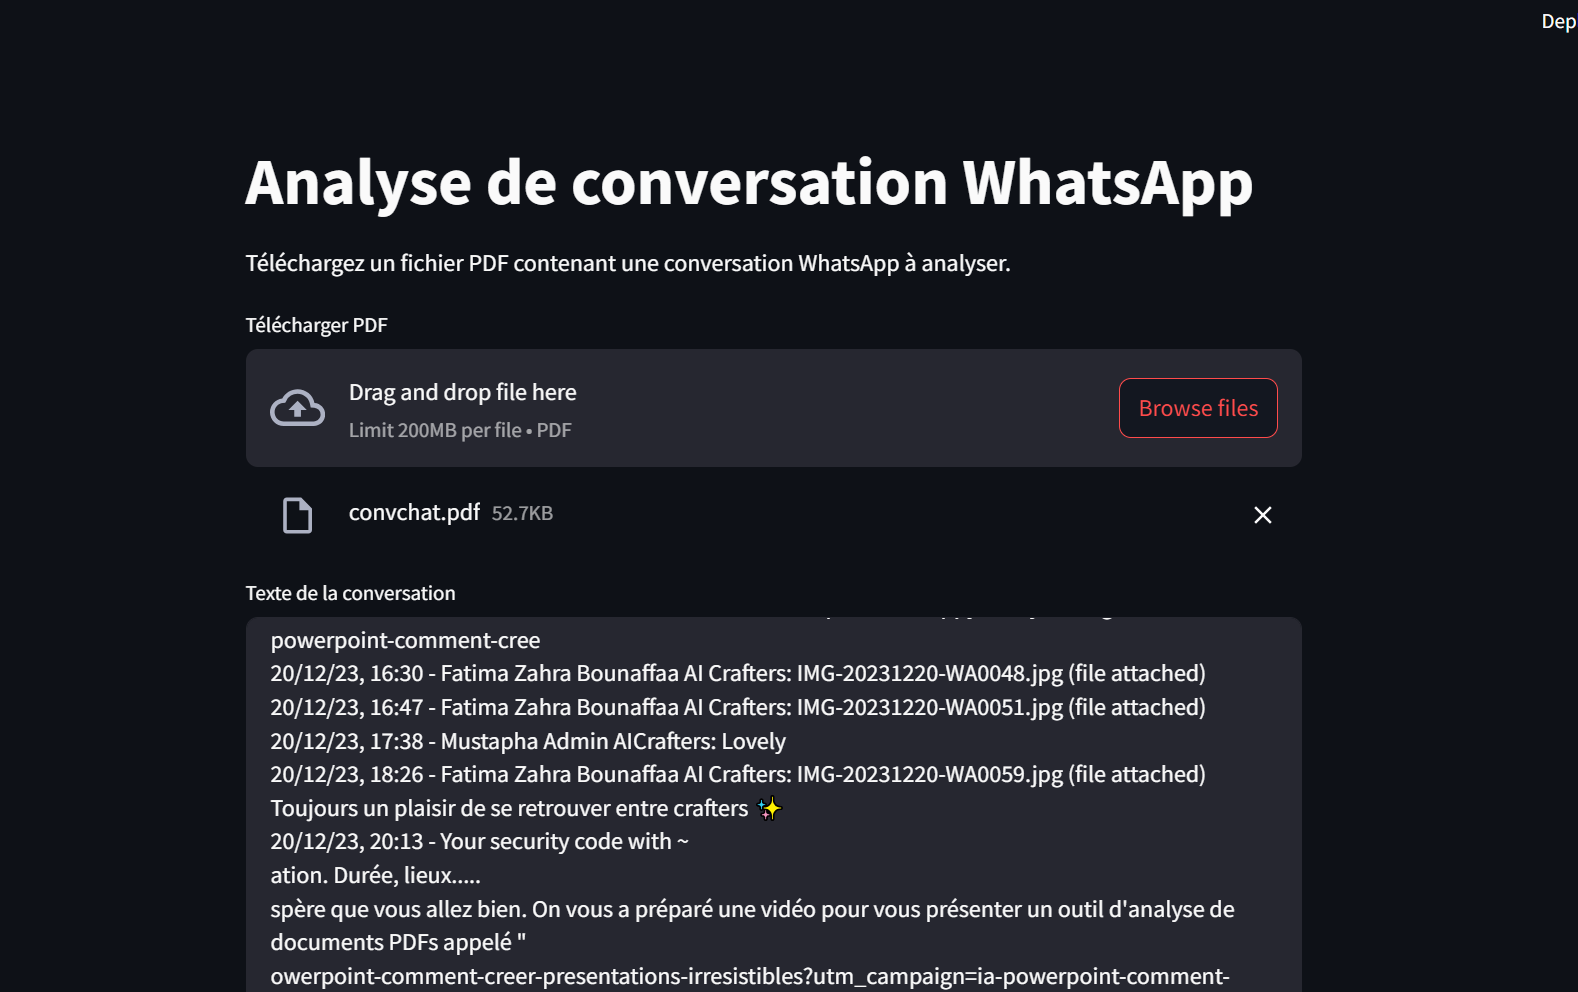 Dep
Analyse de conversation WhatsApp
Téléchargez un fichier PDF contenant une conversation WhatsApp à analyser.
Télécharger PDF
Drag and drop file here
Limit 200MB per file • PDF
Browse files
convchat.pdf 52.7KB
Texte de la conversation
powerpoint-comment-cree
20/12/23, 16:30 - Fatima Zahra Bounaffaa AI Crafters: IMG-20231220-WA0048.jpg (file attached)
20/12/23, 16:47 - Fatima Zahra Bounaffaa AI Crafters: IMG-20231220-WA0051.jpg (file attached)
20/12/23, 17:38 - Mustapha Admin AICrafters: Lovely
20/12/23, 18:26 - Fatima Zahra Bounaffaa AI Crafters: IMG-20231220-WA0059.jpg (file attached)
Toujours un plaisir de se retrouver entre crafters ✨
20/12/23, 20:13 - Your security code with ~
ation. Durée, lieux.....
spère que vous allez bien. On vous a préparé une vidéo pour vous présenter un outil d'analyse de
documents PDFs appelé "
owerpoint-comment-creer-presentations-irresistibles?utm_campaign=ia-powerpoint-comment-